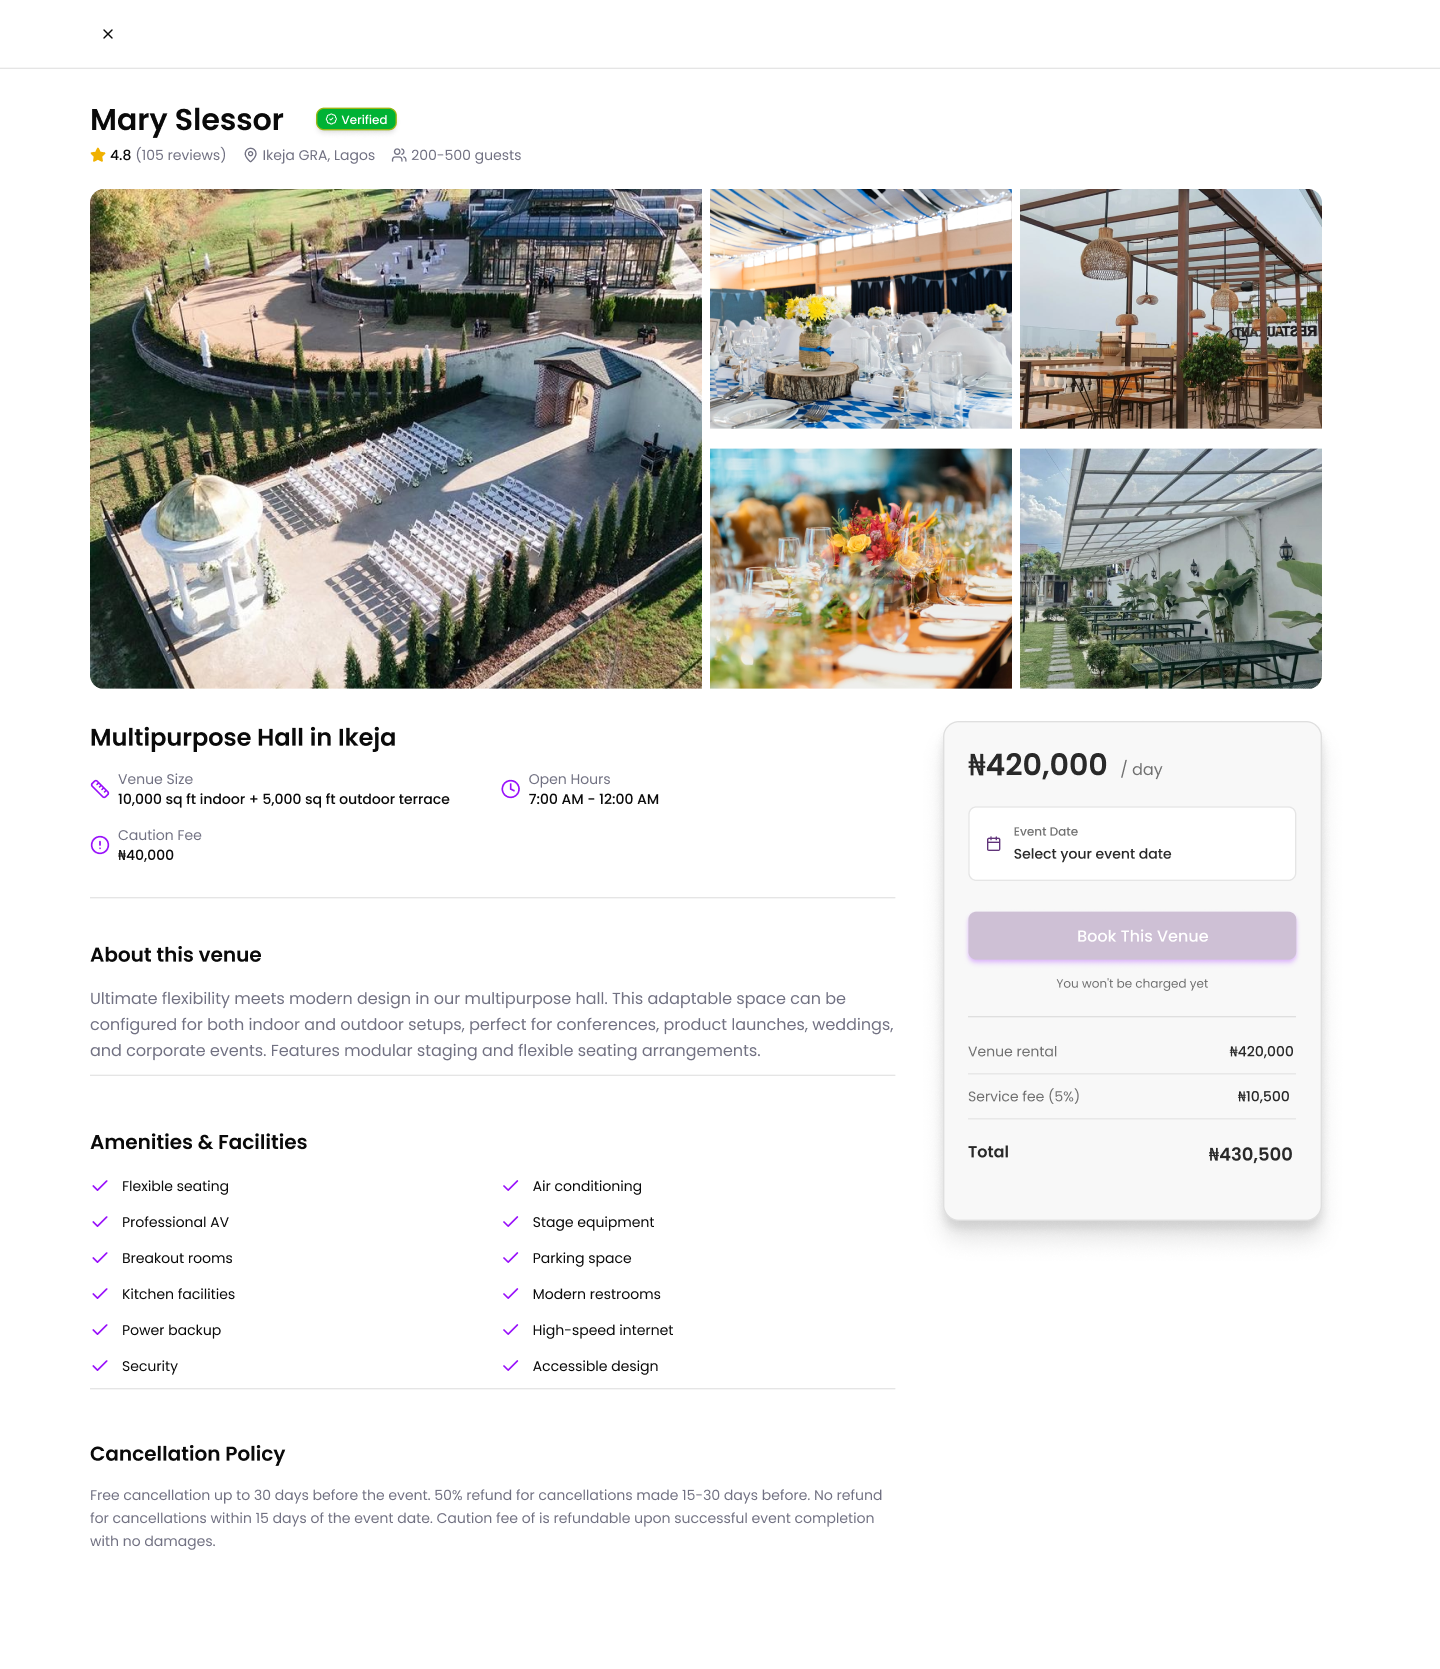 Mary Slessor
Verified
4.8 (105 reviews) Ikeja GRA, Lagos 200-500 guests
RESTAURANT
Multipurpose Hall in Ikeja
Venue Size
10,000 sq ft indoor + 5,000 sq ft outdoor terrace
Open Hours
7:00 AM - 12:00 AM
Caution Fee
₦40,000
About this venue
Ultimate flexibility meets modern design in our multipurpose hall. This adaptable space can be
configured for both indoor and outdoor setups, perfect for conferences, product launches, weddings,
and corporate events. Features modular staging and flexible seating arrangements.
Amenities & Facilities
Flexible seating
Air conditioning
Professional AV
Stage equipment
Breakout rooms
Parking space
Kitchen facilities
Modern restrooms
Power backup
High-speed internet
Security
Accessible design
Cancellation Policy
Free cancellation up to 30 days before the event. 50% refund for cancellations made 15-30 days before. No refund
for cancellations within 15 days of the event date. Caution fee of is refundable upon successful event completion
with no damages.
₦420,000 / day
Event Date
Select your event date
Book This Venue
You won't be charged yet
Venue rental ₦420,000
Service fee (5%) ₦10,500
Total ₦430,500